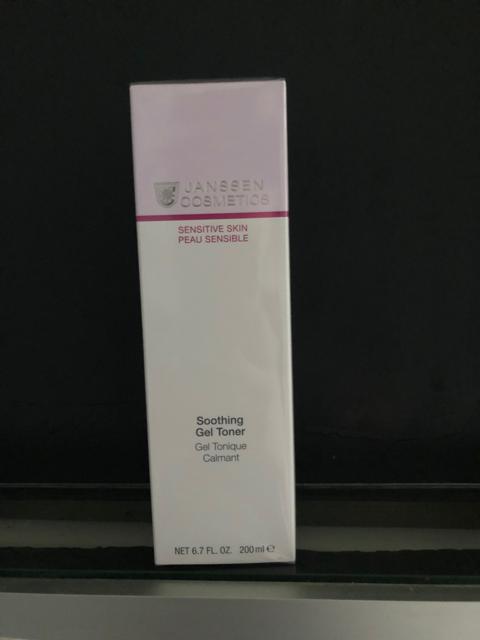 JANSSEN
COSMETICS
SENSITIVE SKIN
PEAU SENSIBLE
Soothing
Gel Toner
Gel Tonique
Calmant
NET 6.7 FL. OZ. 200 ml ℮